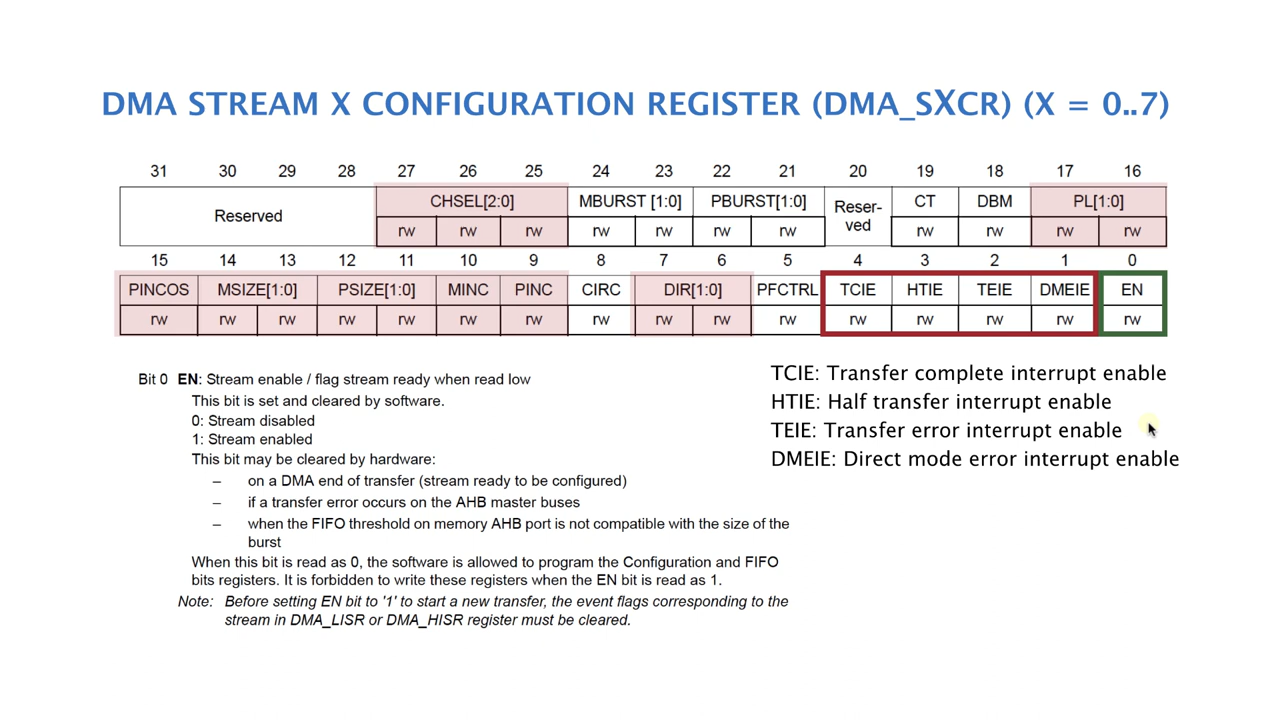 DMA STREAM X CONFIGURATION REGISTER (DMA_SXCR) (X = 0..7)
31 30 29 28 27 26 25 24 23 22 21 20 19 18 17 16
Reserved CHSEL[2:0] MBURST [1:0] PBURST[1:0] Reser- CT DBM PL[1:0]
ved
rw rw rw rw rw rw rw rw rw rw rw
15 14 13 12 11 10 9 8 7 6 5 4 3 2 1 0
PINCOS MSIZE[1:0] PSIZE[1:0] MINC PINC CIRC DIR[1:0] PFCTRL TCIE HTIE TEIE DMEIE EN
rw rw rw rw rw rw rw rw rw rw rw rw rw rw rw rw
Bit 0 EN: Stream enable / flag stream ready when read low
This bit is set and cleared by software.
0: Stream disabled
1: Stream enabled
This bit may be cleared by hardware:
– on a DMA end of transfer (stream ready to be configured)
– if a transfer error occurs on the AHB master buses
– when the FIFO threshold on memory AHB port is not compatible with the size of the
burst
When this bit is read as 0, the software is allowed to program the Configuration and FIFO
bits registers. It is forbidden to write these registers when the EN bit is read as 1.
Note: Before setting EN bit to '1' to start a new transfer, the event flags corresponding to the
stream in DMA_LISR or DMA_HISR register must be cleared.
TCIE: Transfer complete interrupt enable
HTIE: Half transfer interrupt enable
TEIE: Transfer error interrupt enable
DMEIE: Direct mode error interrupt enable